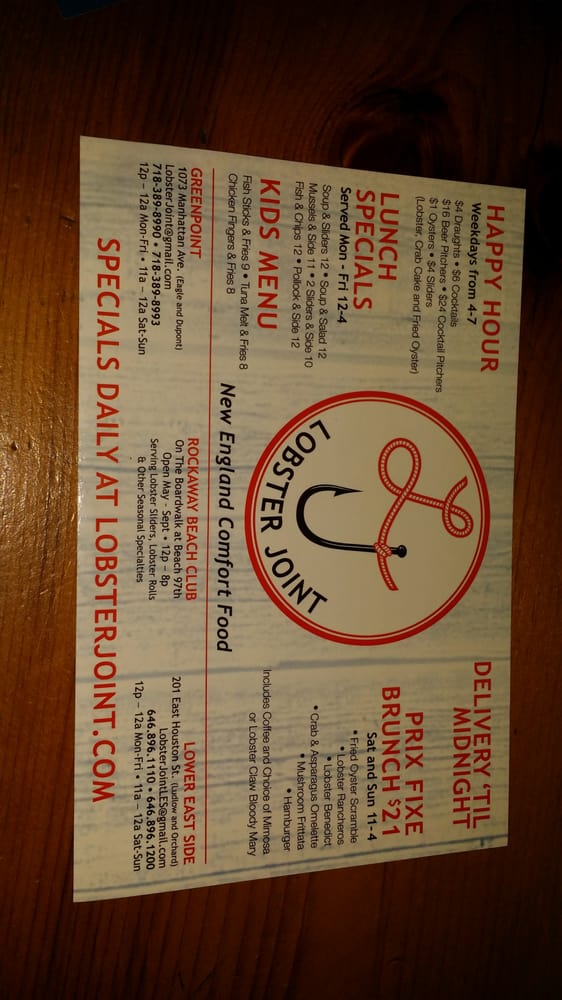 HAPPY HOUR
Weekdays from 4-7
$4 Draughts • $6 Cocktails
$16 Beer Pitchers • $24 Cocktail Pitchers
$1 Oysters • $4 Sliders
(Lobster, Crab Cake and Fried Oyster)
LUNCH
SPECIALS
Served Mon - Fri 12-4
Soup & Sliders 12 • Soup & Salad 12
Mussels & Side 11 • 2 Sliders & Side 10
Fish & Chips 12 • Pollock & Side 12
KIDS MENU
Fish Sticks & Fries 9 • Tuna Melt & Fries 8
Chicken Fingers & Fries 8
LOBSTER JOINT
New England Comfort Food
DELIVERY 'TIL
MIDNIGHT
PRIX FIXE
BRUNCH $21
Sat and Sun 11-4
• Fried Oyster Scramble
• Lobster Rancheros
• Lobster Benedict
• Crab & Asparagus Omelette
• Mushroom Frittata
• Hamburger
Includes Coffee and Choice of Mimosa
or Lobster Claw Bloody Mary
GREENPOINT
1073 Manhattan Ave. (Eagle and Dupont)
LobsterJoint@gmail.com
718-389-8990 • 718-389-8993
12p – 12a Mon-Fri • 11a – 12a Sat-Sun
ROCKAWAY BEACH CLUB
On The Boardwalk at Beach 97th
Open May - Sept • 12p – 8p
Serving Lobster Sliders, Lobster Rolls
& Other Seasonal Specialties
LOWER EAST SIDE
201 East Houston St. (Ludlow and Orchard)
LobsterJointLES@gmail.com
646.896.1110 • 646.896.1200
12p – 12a Mon-Fri • 11a – 12a Sat-Sun
SPECIALS DAILY AT LOBSTERJOINT.COM